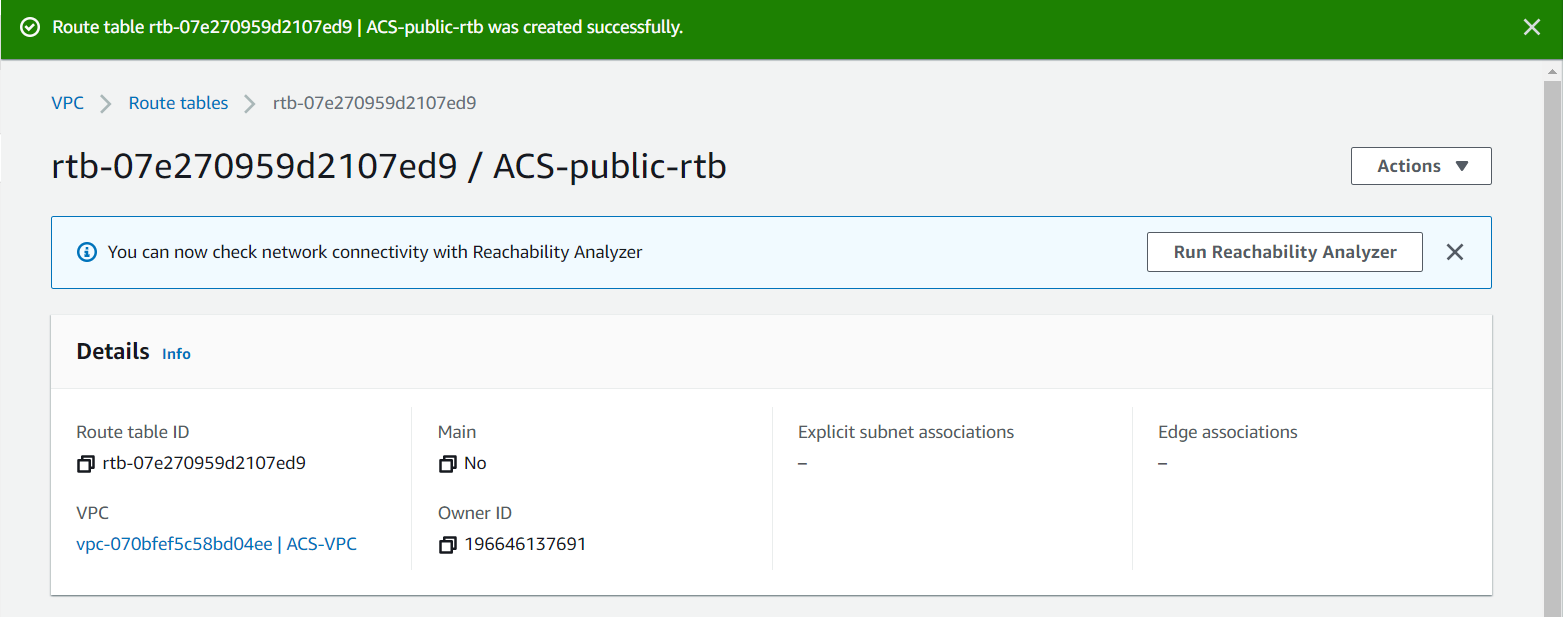 Route table rtb-07e270959d2107ed9 | ACS-public-rtb was created successfully.
VPC > Route tables > rtb-07e270959d2107ed9
rtb-07e270959d2107ed9 / ACS-public-rtb
Actions
You can now check network connectivity with Reachability Analyzer
Run Reachability Analyzer
Details Info
Route table ID
rtb-07e270959d2107ed9
Main
No
Explicit subnet associations
–
Edge associations
–
VPC
vpc-070bfef5c58bd04ee | ACS-VPC
Owner ID
196646137691